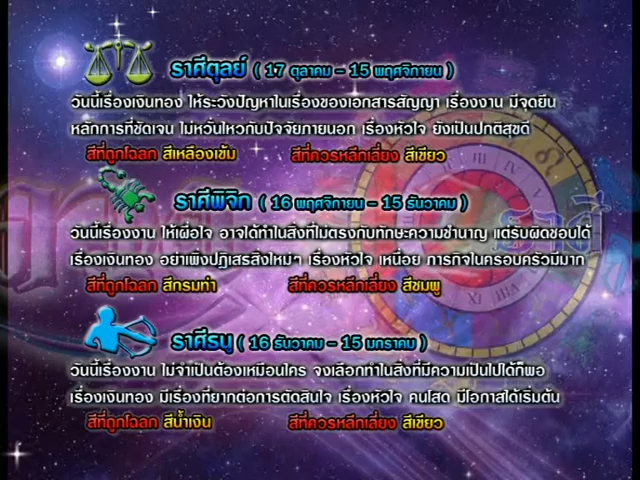 ราศีตุลย์ ( 17 ตุลาคม – 15 พฤศจิกายน )
วันนี้เรื่องเงินทอง ให้ระวังปัญหาในเรื่องของเอกสารสัญญา เรื่องงาน มีจุดยืน
หลักการที่ชัดเจน ไม่หวั่นไหวกับปัจจัยภายนอก เรื่องหัวใจ ยังเป็นปกติสุขดี
สีที่ถูกโฉลก สีเหลืองเข้ม สีที่ควรหลีกเลี่ยง สีเขียว
ราศีพิจิก ( 16 พฤศจิกายน – 15 ธันวาคม )
วันนี้เรื่องงาน ให้เผื่อใจ อาจได้ทำในสิ่งที่ไม่ตรงกับทักษะความชำนาญ แต่รับผิดชอบได้
เรื่องเงินทอง อย่าเพิ่งปฏิเสธสิ่งใหม่ๆ เรื่องหัวใจ เหนื่อย ภารกิจในครอบครัวมีมาก
สีที่ถูกโฉลก สีกรมท่า สีที่ควรหลีกเลี่ยง สีชมพู
ราศีธนู ( 16 ธันวาคม – 15 มกราคม )
วันนี้เรื่องงาน ไม่จำเป็นต้องเหมือนใคร จงเลือกทำในสิ่งที่มีความเป็นไปได้ก็พอ
เรื่องเงินทอง มีเรื่องที่ยากต่อการตัดสินใจ เรื่องหัวใจ คนโสด มีโอกาสได้เริ่มต้น
สีที่ถูกโฉลก สีน้ำเงิน สีที่ควรหลีกเลี่ยง สีเขียว